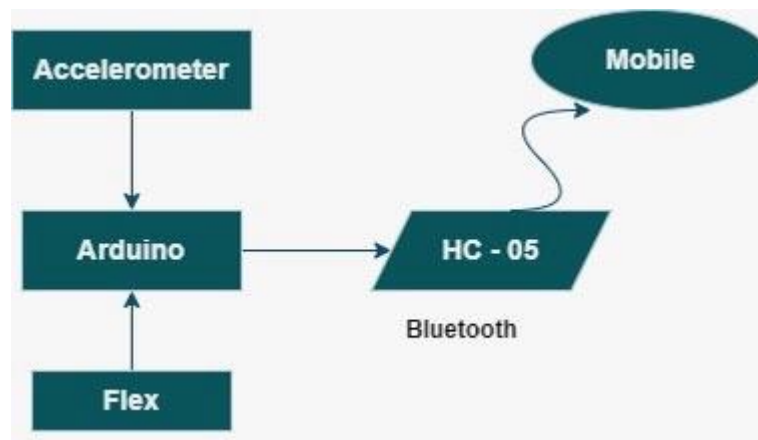 Accelerometer
Mobile
Arduino
HC - 05
Bluetooth
Flex